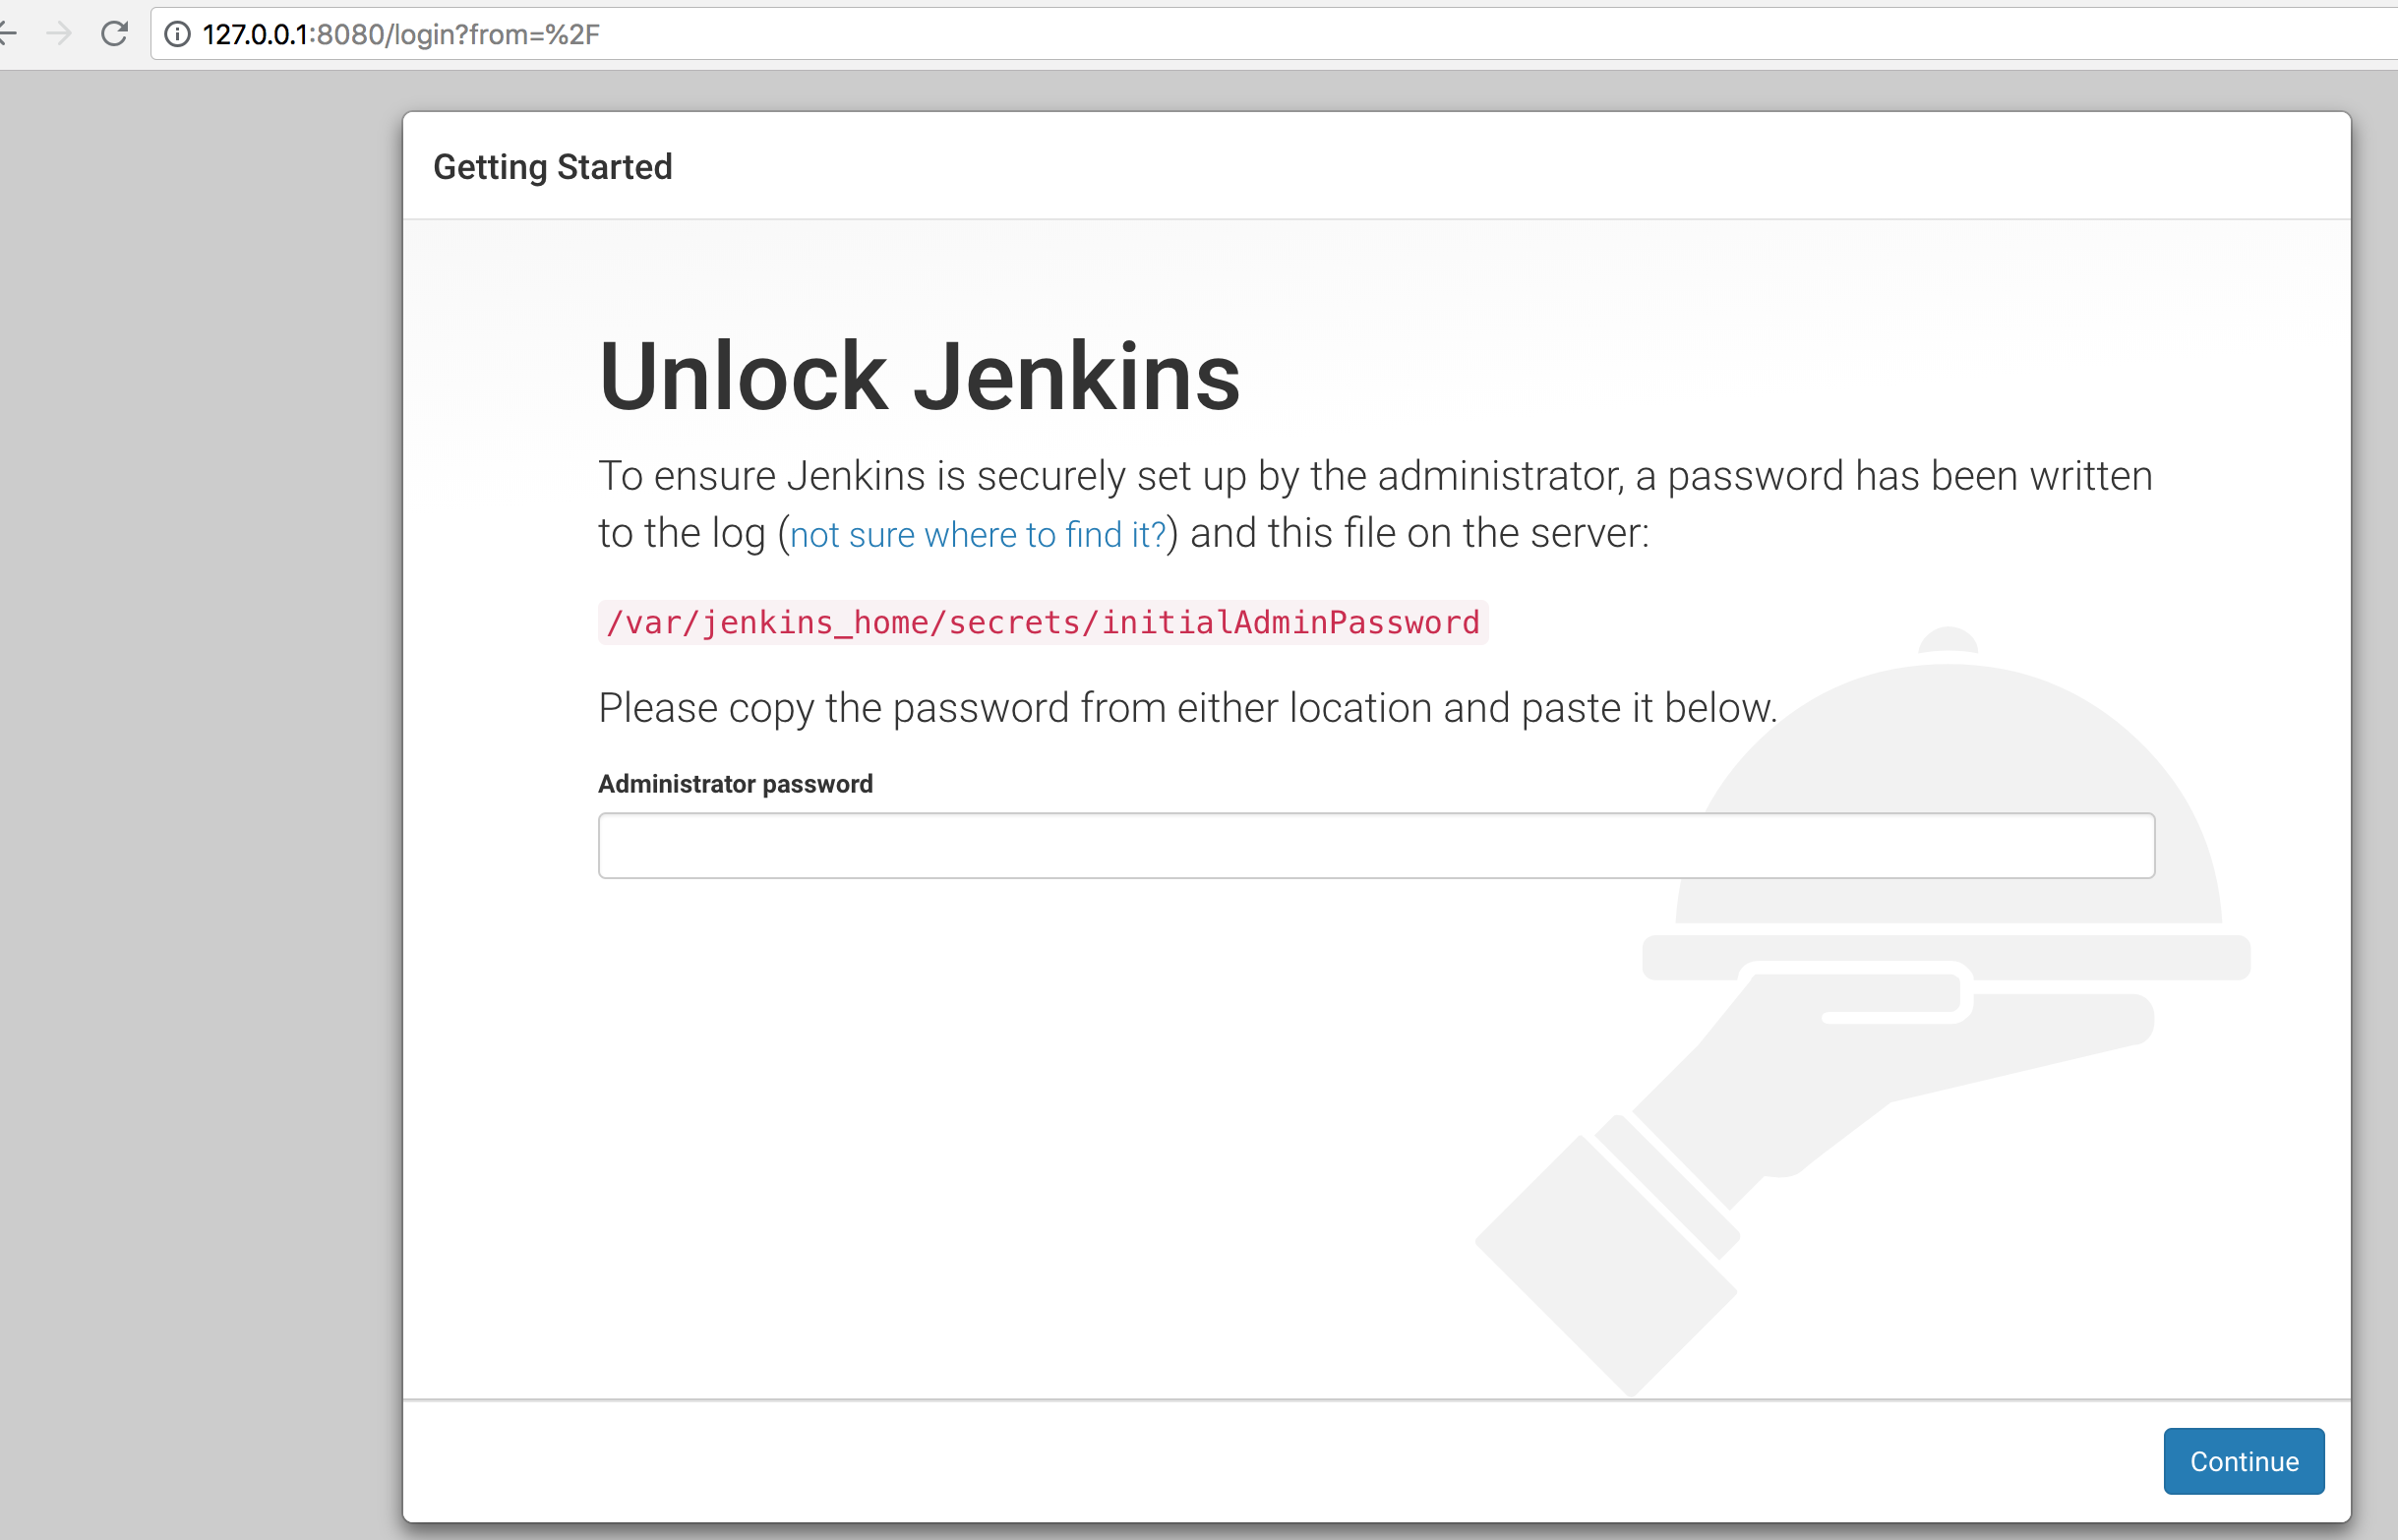 127.0.0.1:8080/login?from=%2F
Getting Started
Unlock Jenkins
To ensure Jenkins is securely set up by the administrator, a password has been written
to the log (not sure where to find it?) and this file on the server:
/var/jenkins_home/secrets/initialAdminPassword
Please copy the password from either location and paste it below.
Administrator password
Continue